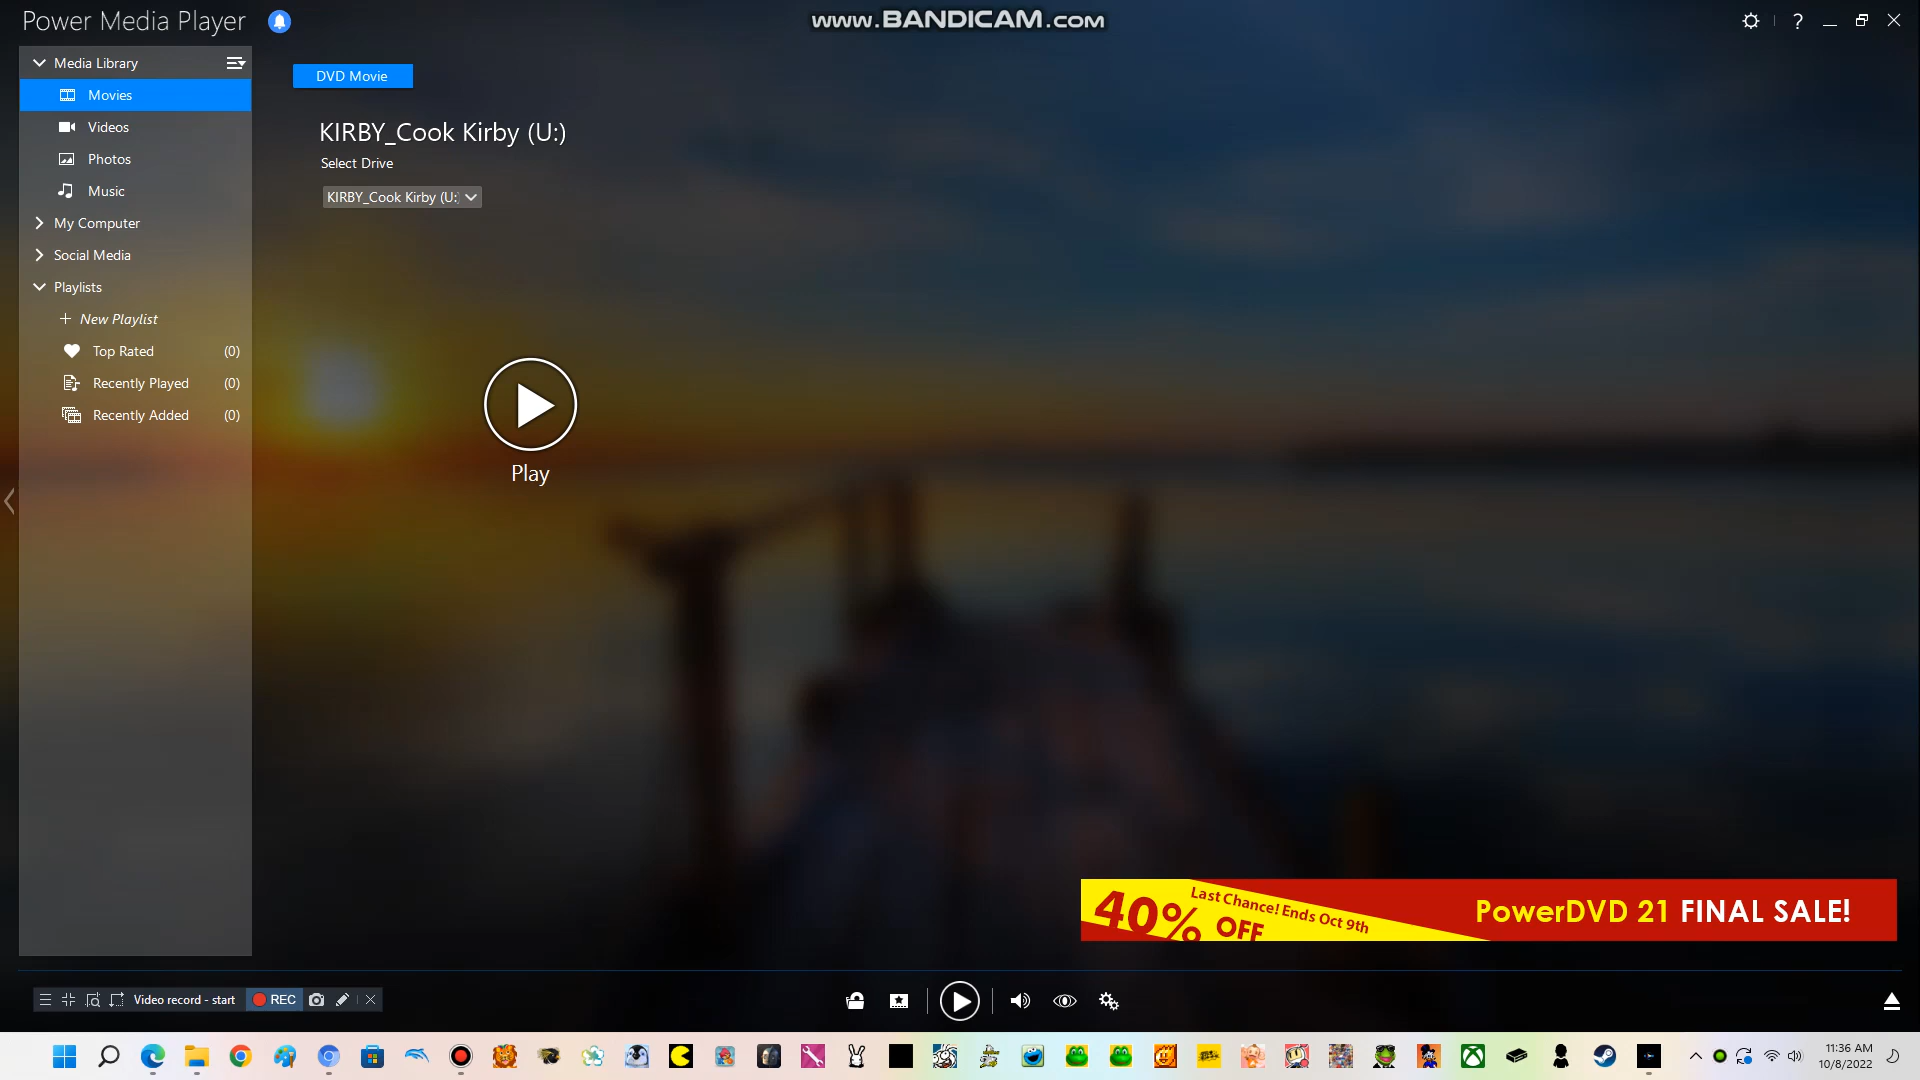 Power Media Player
www.BANDICAM.com
Media Library
Movies
Videos
Photos
Music
My Computer
Social Media
Playlists
New Playlist
Top Rated (0)
Recently Played (0)
Recently Added (0)
DVD Movie
KIRBY_Cook Kirby (U:)
Select Drive
KIRBY_Cook Kirby (U:
Play
40% OFF
Last Chance! Ends Oct 9th
PowerDVD 21 FINAL SALE!
Video record - start
REC
11:36 AM
10/8/2022